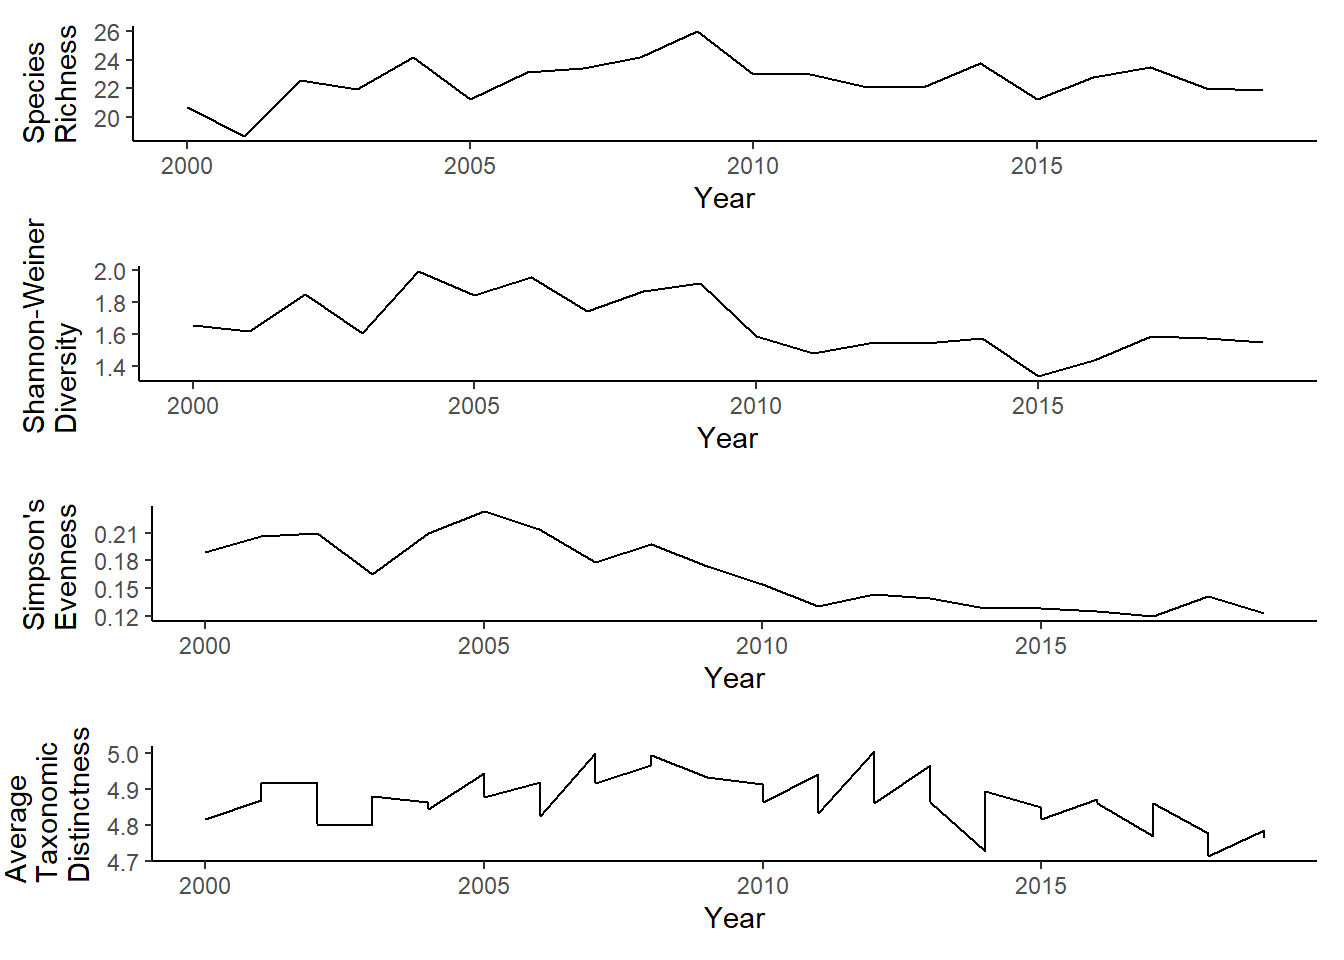 Species
Richness
26
24
22
20
2000 2005 2010 2015
Year
Shannon-Weiner
Diversity
2.0
1.8
1.6
1.4
2000 2005 2010 2015
Year
Simpson's
Evenness
0.21
0.18
0.15
0.12
2000 2005 2010 2015
Year
Average
Taxonomic
Distinctness
5.0
4.9
4.8
4.7
2000 2005 2010 2015
Year